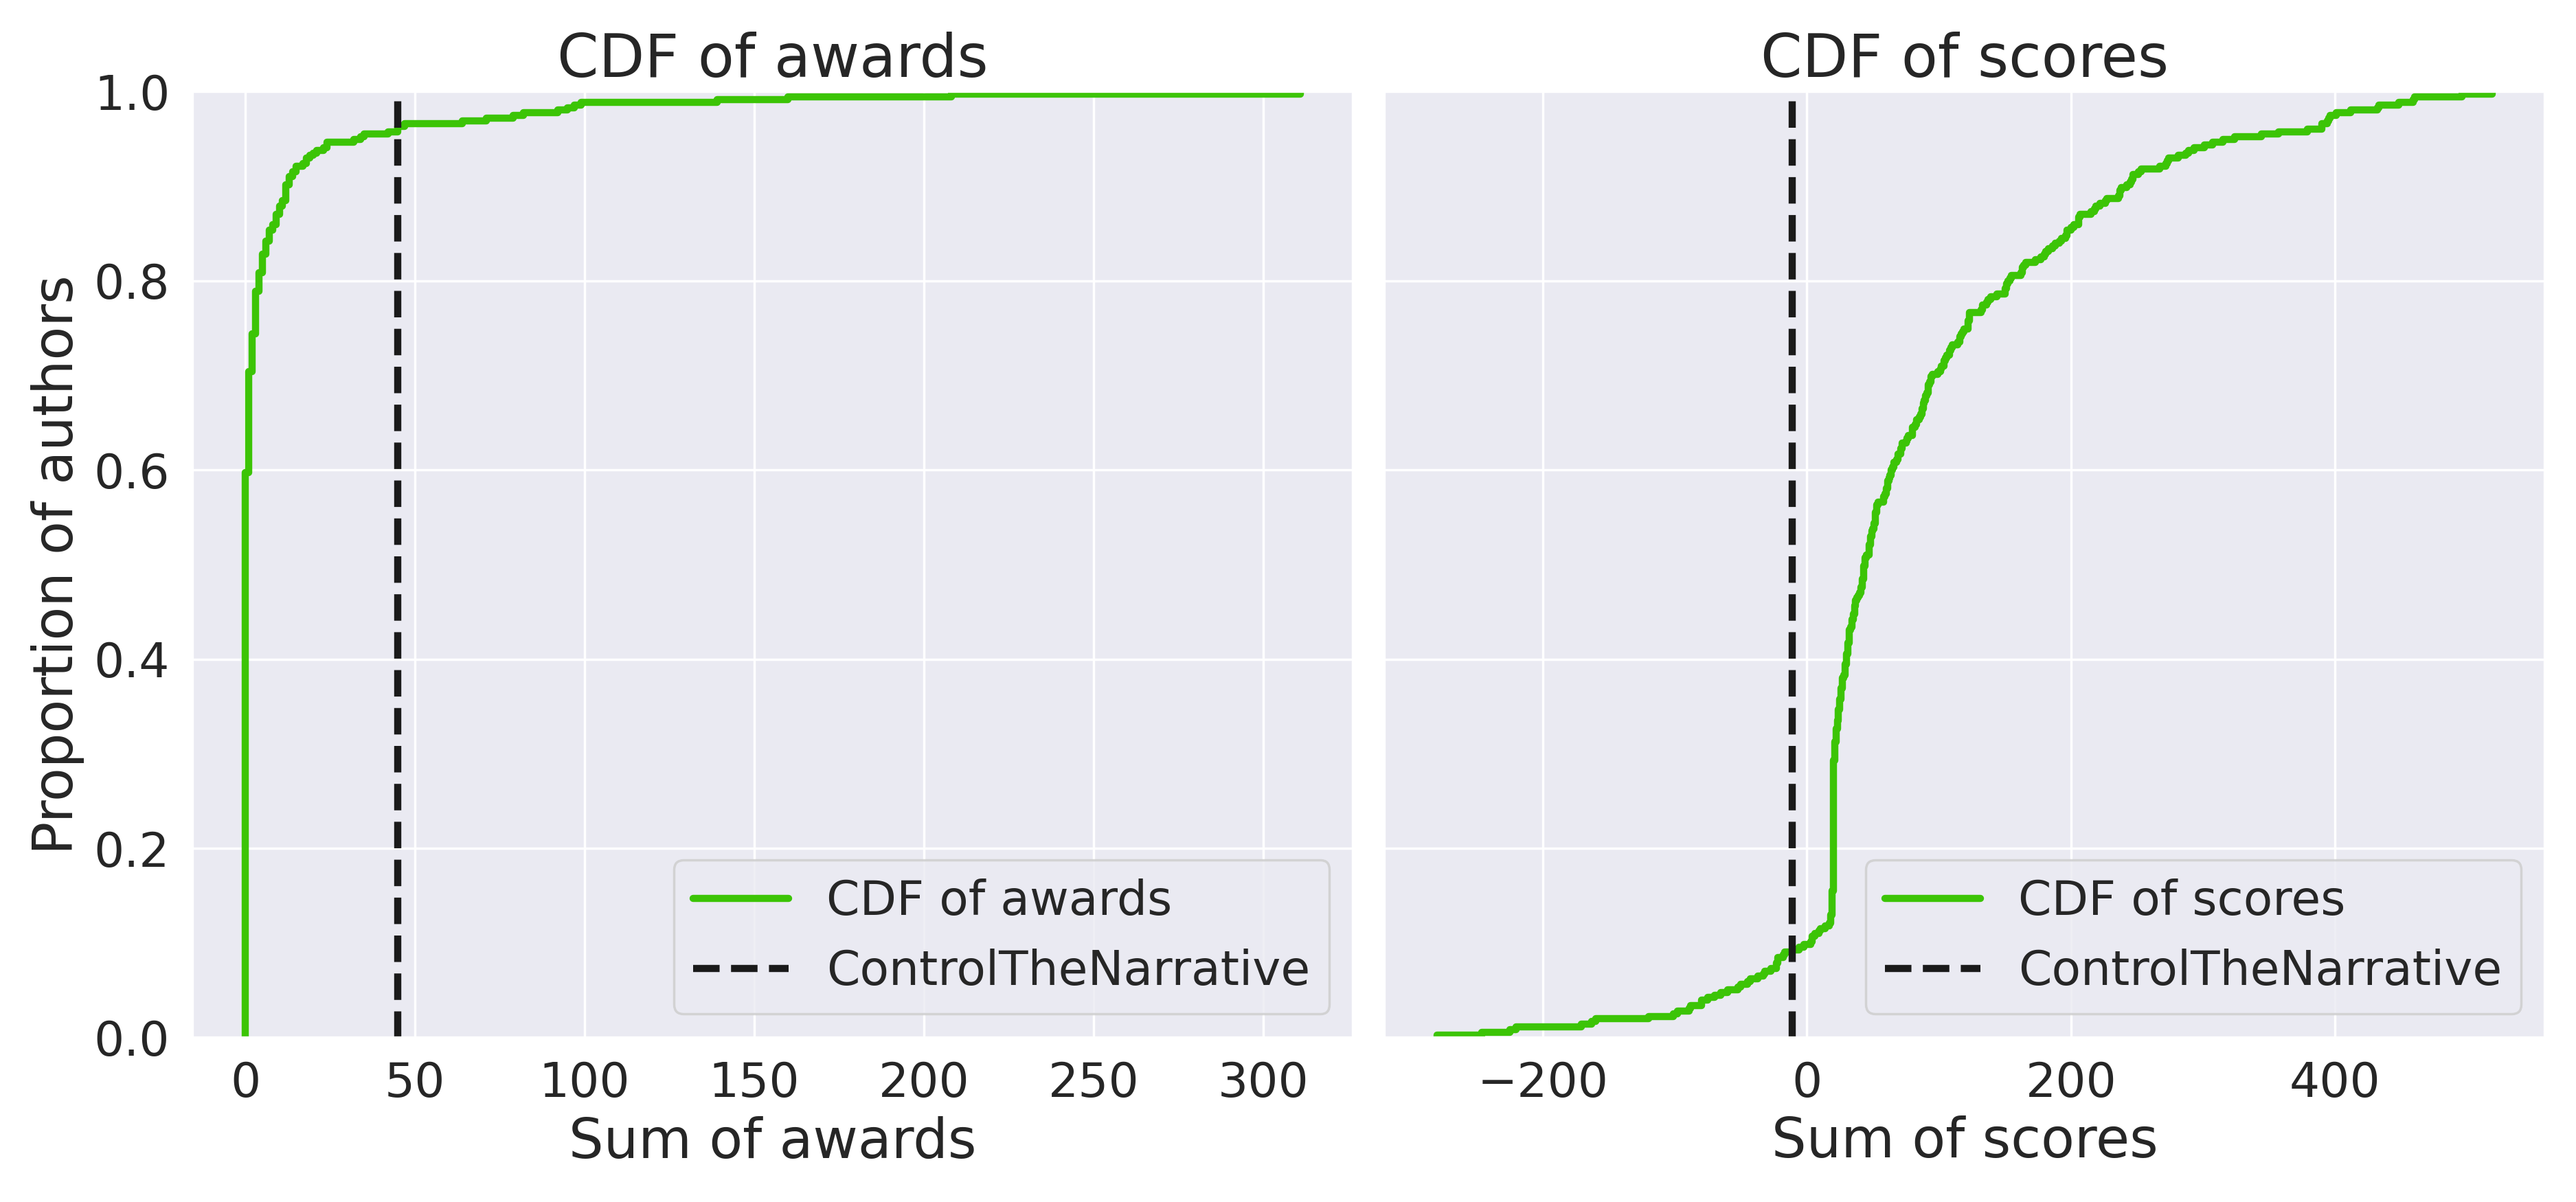 CDF of awards
CDF of scores
Proportion of authors
1.0
0.8
0.6
0.4
0.2
0.0
CDF of awards
ControlTheNarrative
CDF of scores
ControlTheNarrative
0 50 100 150 200 250 300
−200 0 200 400
Sum of awards
Sum of scores